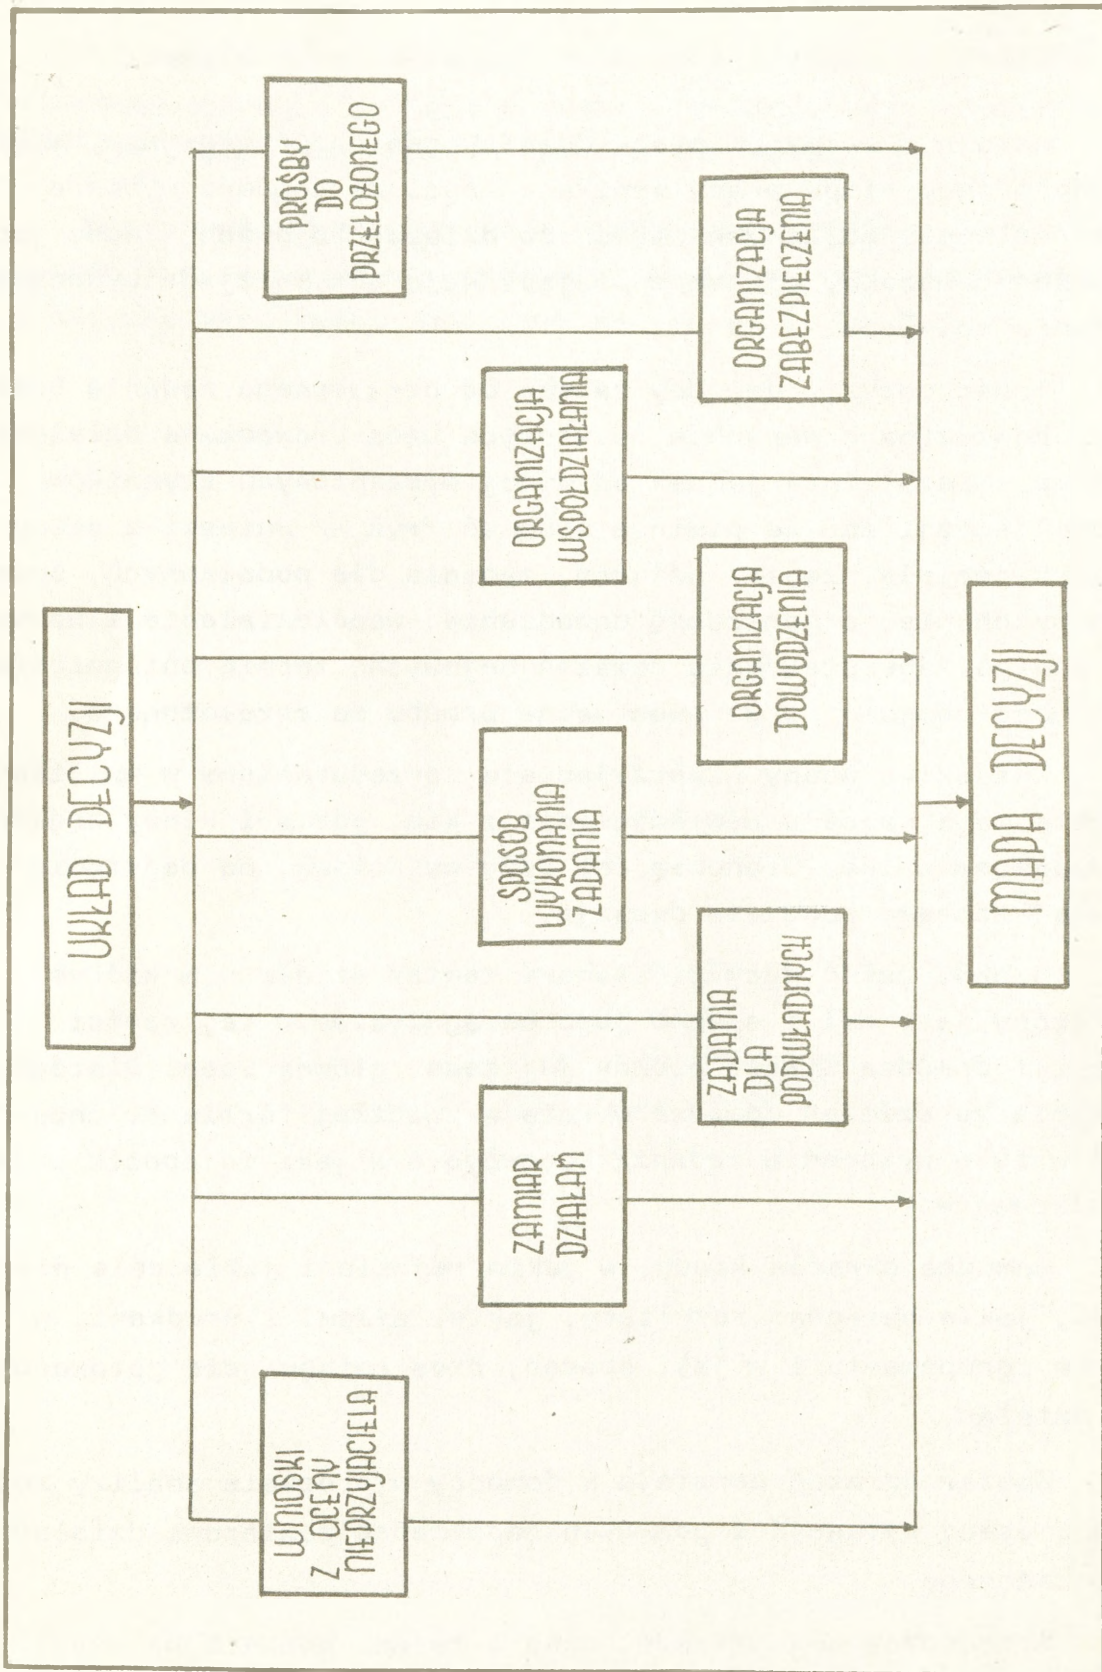 UKŁAD DECYZJI
WNIOSKI
Z OCENY
NIEPRZYJACIELA
PROŚBY
DO
PRZEŁOŻONEGO
ZAMIAR
DZIAŁAŃ
SPOSÓB
WYKONANIA
ZADANIA
ORGANIZACJA
WSPÓŁDZIAŁANIA
ZADANIA
DLA
PODWŁADNYCH
ORGANIZACJA
DOWODZENIA
ORGANIZACJA
ZABEZPIECZENIA
MAPA DECYZJI